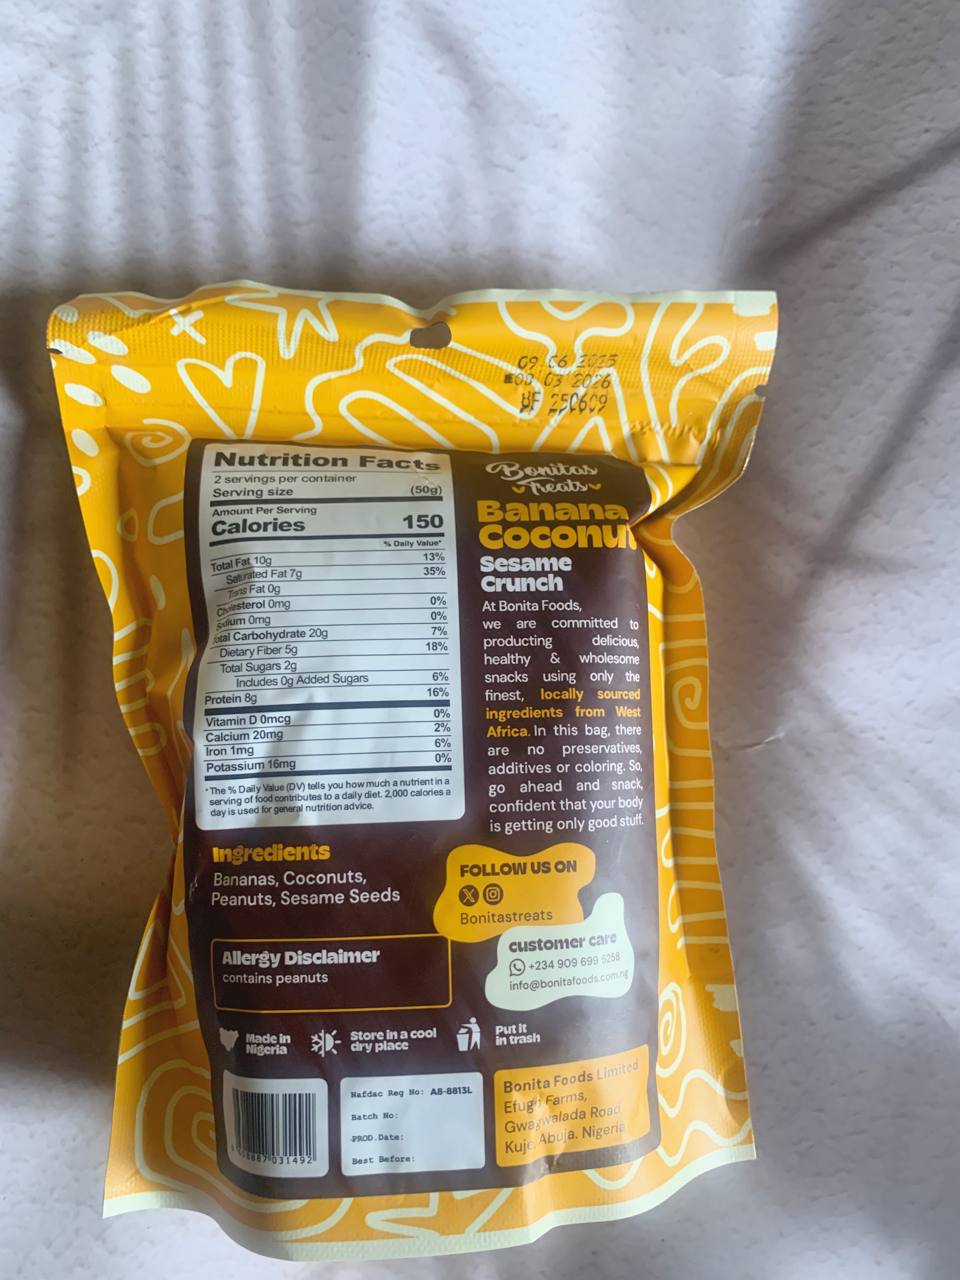 09 06 2025
E08 03 2026
BF 250609
Nutrition Facts
2 servings per container
Serving size (50g)
Amount Per Serving
Calories 150
% Daily Value*
Total Fat 10g 13%
Saturated Fat 7g 35%
Trans Fat 0g
Cholesterol 0mg 0%
Sodium 0mg 0%
Total Carbohydrate 20g 7%
Dietary Fiber 5g 18%
Total Sugars 2g
Includes 0g Added Sugars 6%
Protein 8g 16%
Vitamin D 0mcg 0%
Calcium 20mg 2%
Iron 1mg 6%
Potassium 16mg 0%
*The % Daily Value (DV) tells you how much a nutrient in a
serving of food contributes to a daily diet. 2,000 calories a
day is used for general nutrition advice.
Bonitas
Treats
Banana
Coconut
Sesame
Crunch
At Bonita Foods,
we are committed to
producing delicious,
healthy & wholesome
snacks using only the
finest, locally sourced
ingredients from West
Africa. In this bag, there
are no preservatives,
additives or coloring. So,
go ahead and snack,
confident that your body
is getting only good stuff.
Ingredients
Bananas, Coconuts,
Peanuts, Sesame Seeds
Allergy Disclaimer
contains peanuts
FOLLOW US ON
Bonitastreats
customer care
+234 909 699 5258
info@bonitafoods.com.ng
Made in
Nigeria
Store in a cool
dry place
Put it
in trash
Nafdac Reg No: A8-8813L
Batch No:
PROD.Date:
Best Before:
Bonita Foods Limited
Efugh Farms,
Gwagwalada Road,
Kuje, Abuja. Nigeria